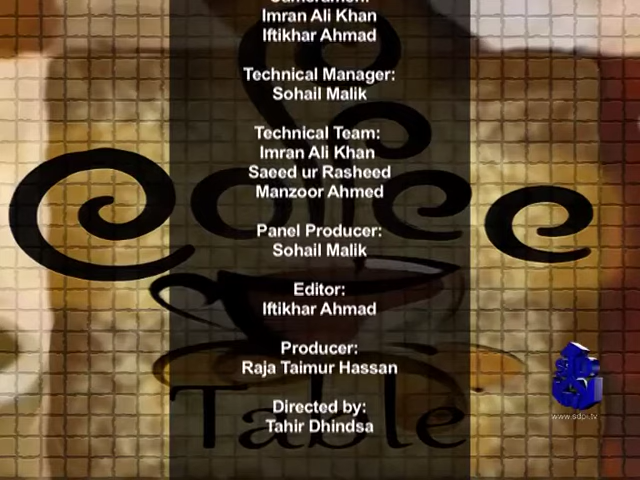 Cameramen:
Imran Ali Khan
Iftikhar Ahmad
Technical Manager:
Sohail Malik
Technical Team:
Imran Ali Khan
Saeed ur Rasheed
Manzoor Ahmed
Panel Producer:
Sohail Malik
Editor:
Iftikhar Ahmad
Producer:
Raja Taimur Hassan
Directed by:
Tahir Dhindsa
Coffee
Table
www.sdpi.tv